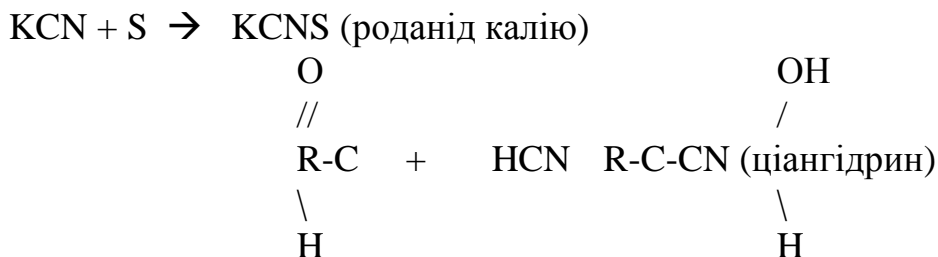 KCN + S → KCNS (роданід калію)
O OH
// /
R-C + HCN R-C-CN (ціангідрин)
\ \
H H